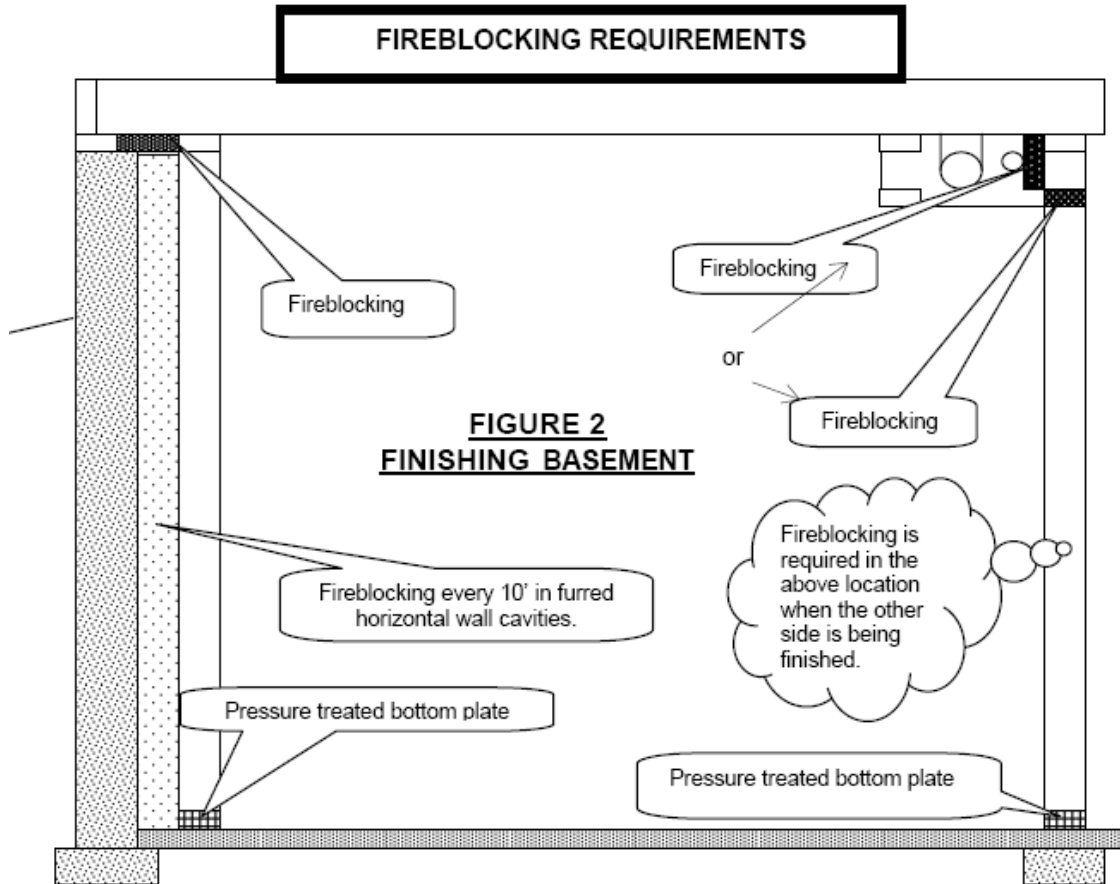 FIREBLOCKING REQUIREMENTS
Fireblocking
Fireblocking
or
Fireblocking
FIGURE 2
FINISHING BASEMENT
Fireblocking is
required in the
above location
when the other
side is being
finished.
Fireblocking every 10’ in furred
horizontal wall cavities.
Pressure treated bottom plate
Pressure treated bottom plate